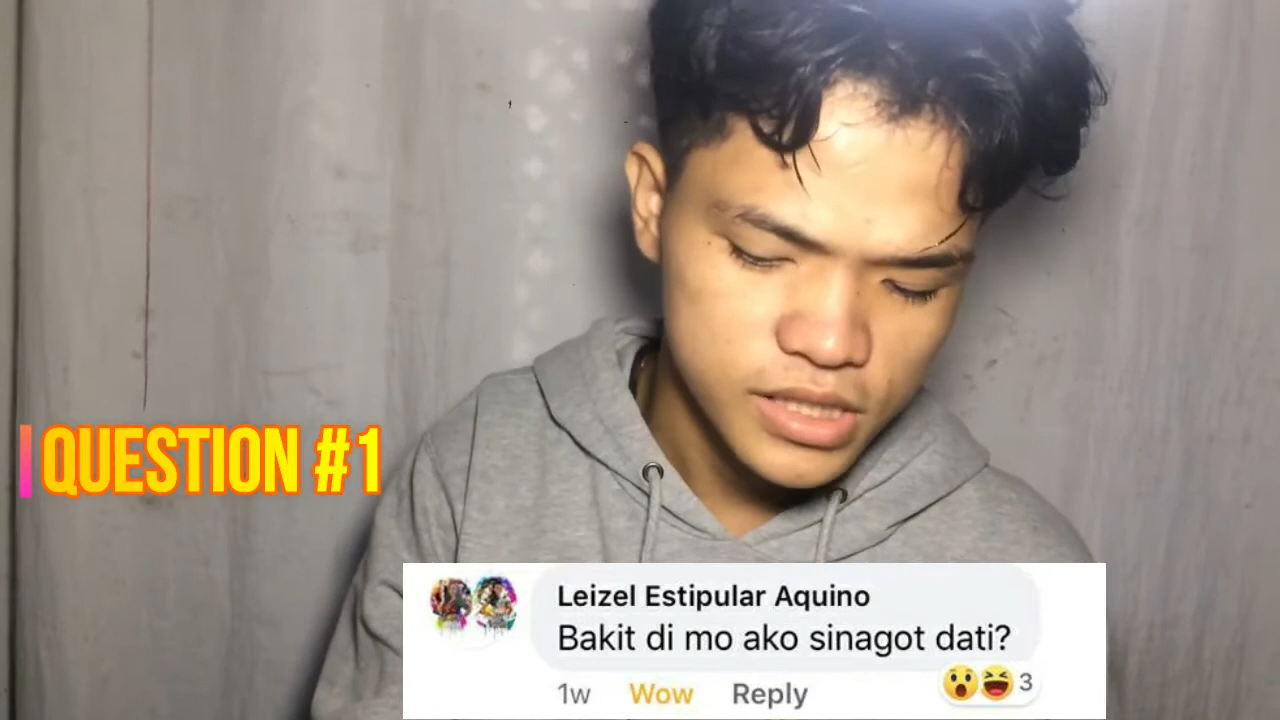 QUESTION #1
Leizel Estipular Aquino
Bakit di mo ako sinagot dati?
3
1w Wow Reply